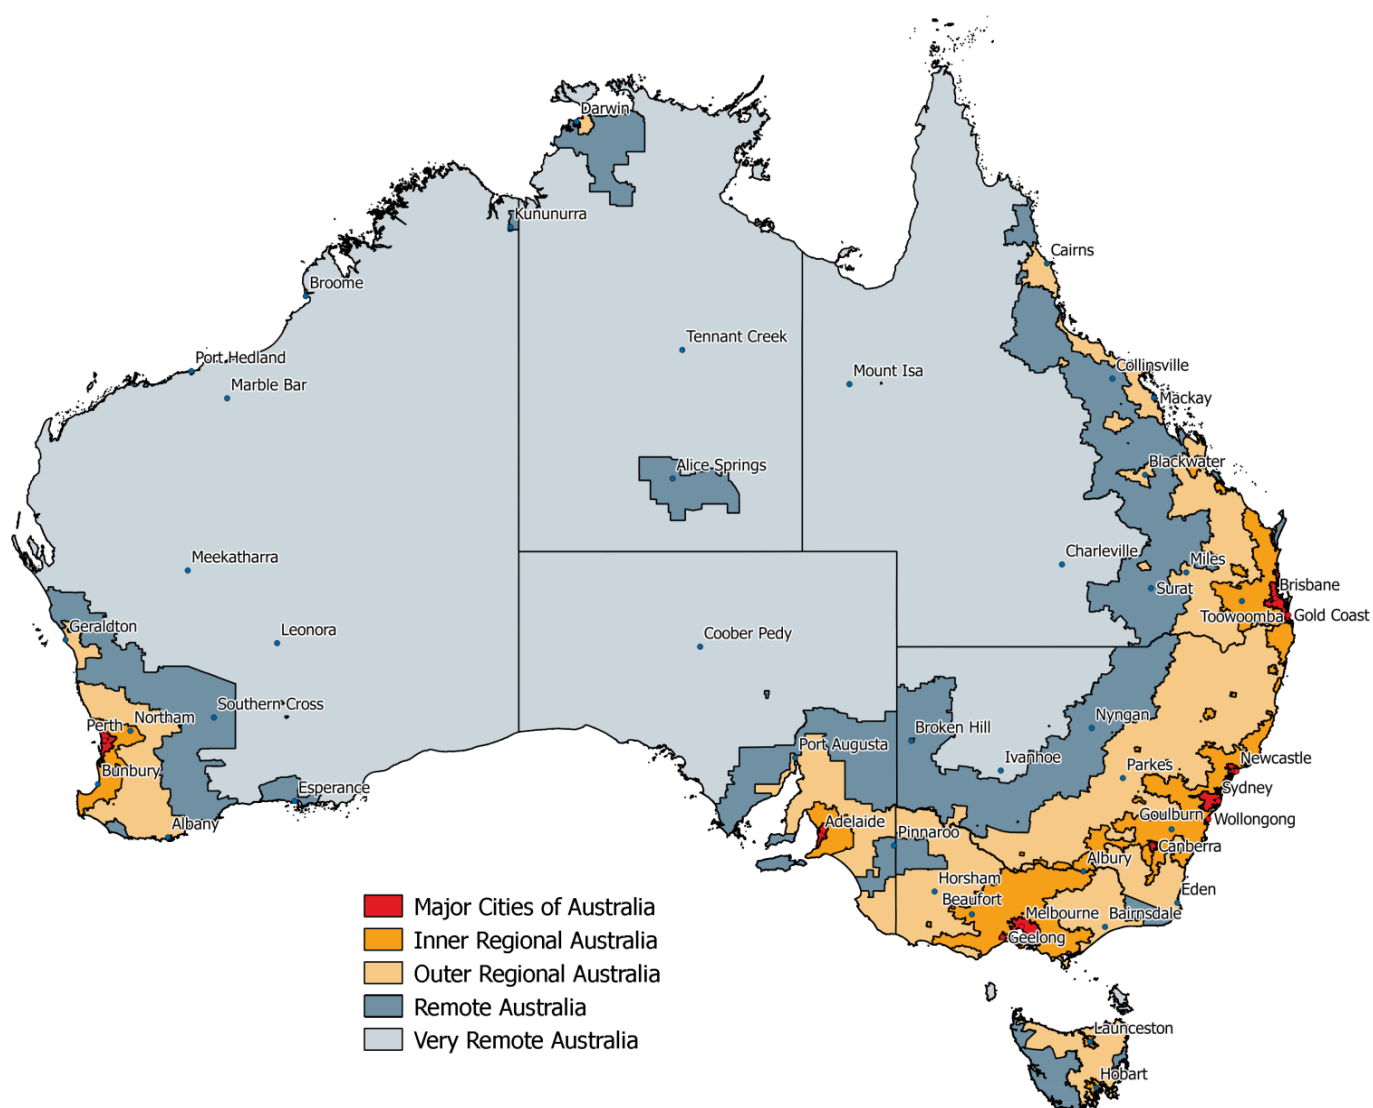 Darwin
Kununurra
Cairns
Broome
Tennant Creek
Port Hedland
Marble Bar
Mount Isa
Collinsville
Mackay
Alice Springs
Blackwater
Meekatharra
Charleville
Miles
Surat
Brisbane
Toowoomba
Gold Coast
Geraldton
Leonora
Coober Pedy
Southern Cross
Perth
Northam
Broken Hill
Nyngan
Port Augusta
Ivanhoe
Newcastle
Bunbury
Parkes
Esperance
Sydney
Albany
Adelaide
Pinnaroo
Goulburn
Wollongong
Canberra
Albury
Horsham
Eden
Beaufort
Melbourne
Bairnsdale
Geelong
Major Cities of Australia
Inner Regional Australia
Outer Regional Australia
Remote Australia
Very Remote Australia
Launceston
Hobart